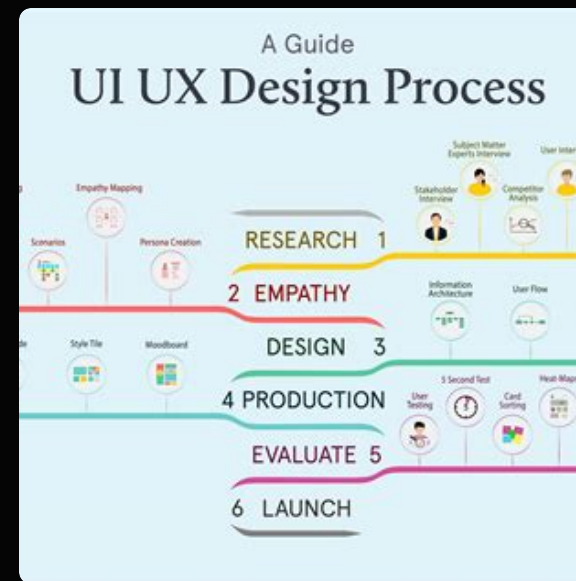 A Guide
UI UX Design Process
Subject Matter
Experts Interview
Stakeholder
Interview
Competitor
Analysis
RESEARCH 1
Empathy Mapping
Scenarios
Persona Creation
2 EMPATHY
Information
Architecture
User Flow
DESIGN 3
Style Tile
Moodboard
4 PRODUCTION
User
Testing
5 Second Test
Card
Sorting
EVALUATE 5
6 LAUNCH